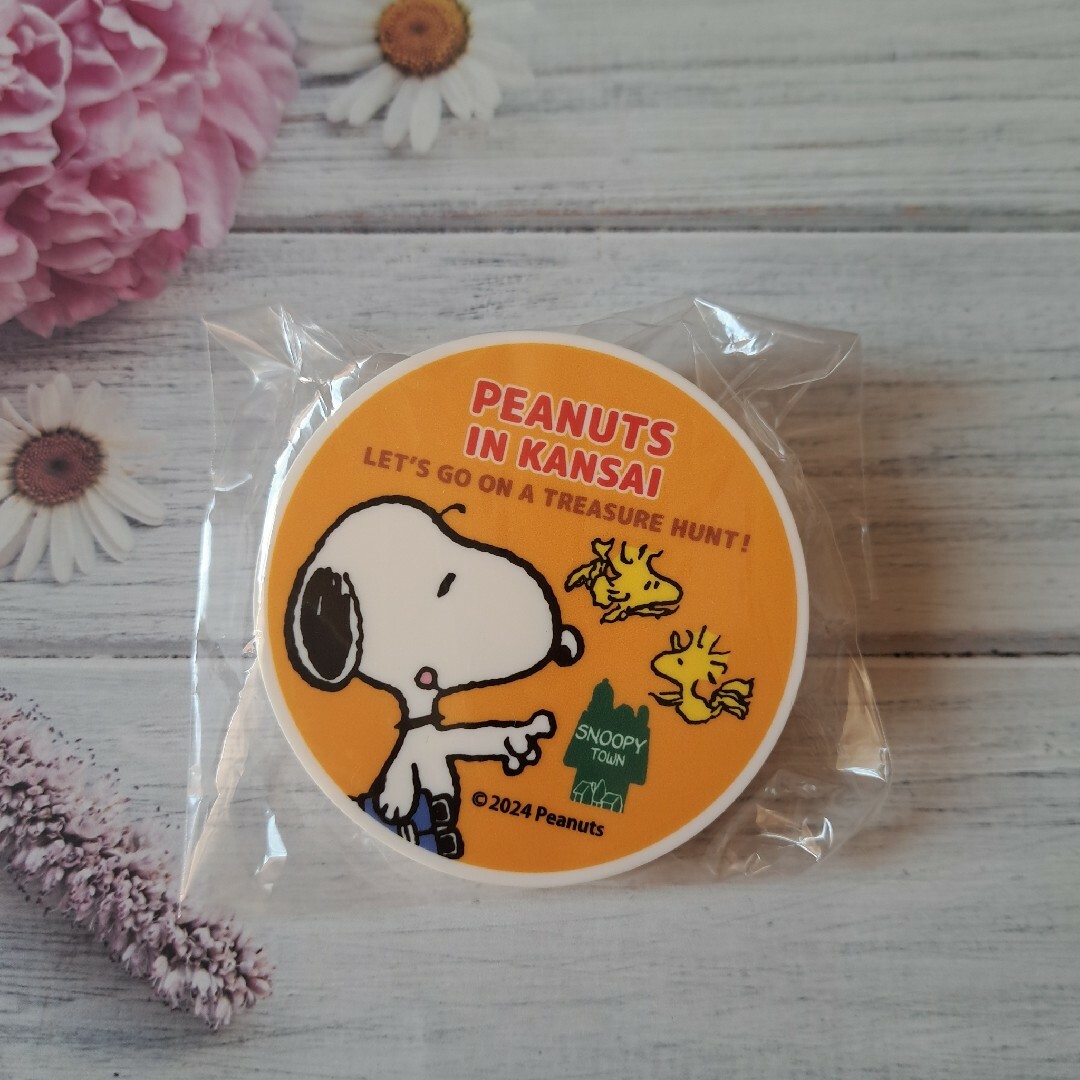 PEANUTS
IN KANSAI
LET'S GO ON A TREASURE HUNT!
SNOOPY
TOWN
©2024 Peanuts